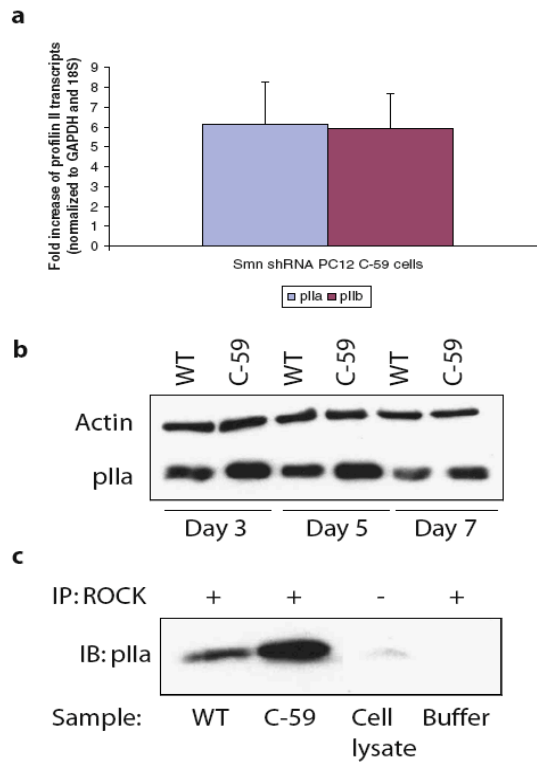 a
Fold increase of profilin II transcripts
(normalized to GAPDH and 18S)
9
8
7
6
5
4
3
2
1
0
Smn shRNA PC12 C-59 cells
pIIa pIIb
b
WT C-59 WT C-59 WT C-59
Actin
pIIa
Day 3 Day 5 Day 7
c
IP: ROCK + + - +
IB: pIIa
Sample: WT C-59 Cell Buffer
lysate